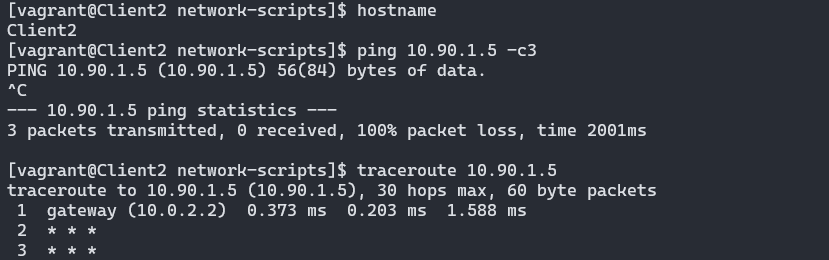 [vagrant@Client2 network-scripts]$ hostname
Client2
[vagrant@Client2 network-scripts]$ ping 10.90.1.5 -c3
PING 10.90.1.5 (10.90.1.5) 56(84) bytes of data.
^C
--- 10.90.1.5 ping statistics ---
3 packets transmitted, 0 received, 100% packet loss, time 2001ms
[vagrant@Client2 network-scripts]$ traceroute 10.90.1.5
traceroute to 10.90.1.5 (10.90.1.5), 30 hops max, 60 byte packets
 1  gateway (10.0.2.2)  0.373 ms  0.203 ms  1.588 ms
 2  * * *
 3  * * *